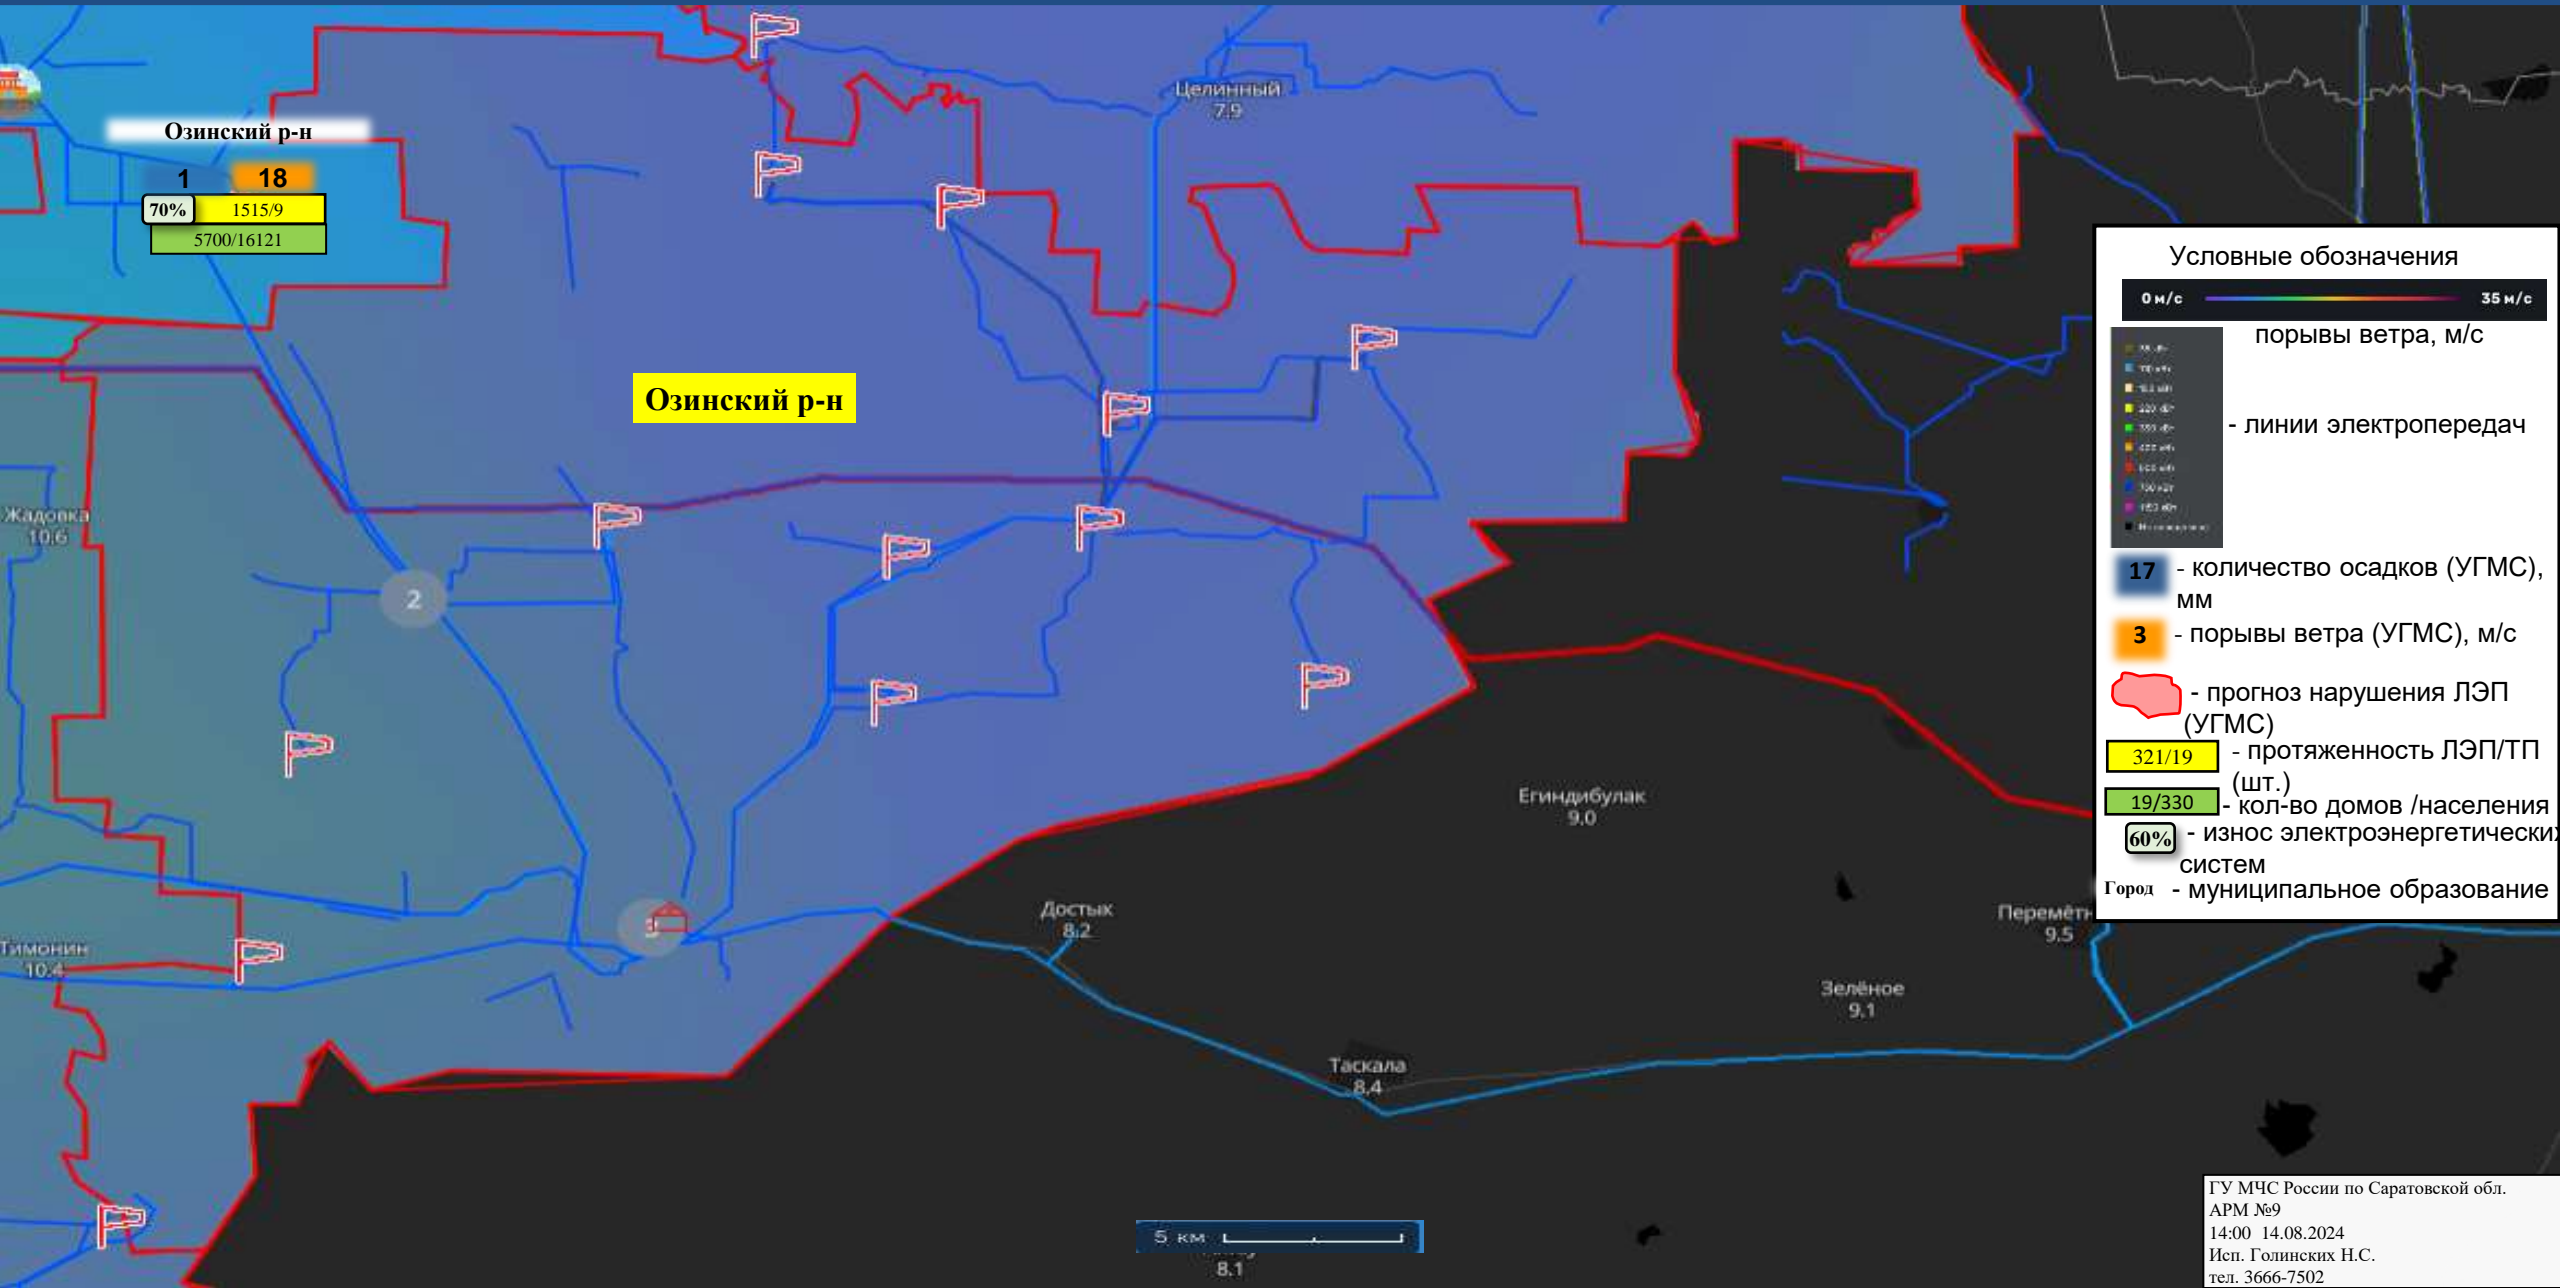 Озинский р-н
1
18
70%
1515/9
5700/16121
Целинный
7.9
Озинский р-н
Жадовка
10.6
2
Тимонин
10.4
3
Егиндибулак
9.0
Достык
8.2
Перемётн
9.5
Зелёное
9.1
Таскала
8.4
5 км
8.1
Условные обозначения
0 м/с
35 м/с
порывы ветра, м/с
- линии электропередач
17
- количество осадков (УГМС),
мм
3
- порывы ветра (УГМС), м/с
- прогноз нарушения ЛЭП
(УГМС)
321/19
- протяженность ЛЭП/ТП
(шт.)
19/330
- кол-во домов /населения
60%
- износ электроэнергетических
систем
Город
- муниципальное образование
ГУ МЧС России по Саратовской обл.
АРМ №9
14:00 14.08.2024
Исп. Голинских Н.С.
тел. 3666-7502